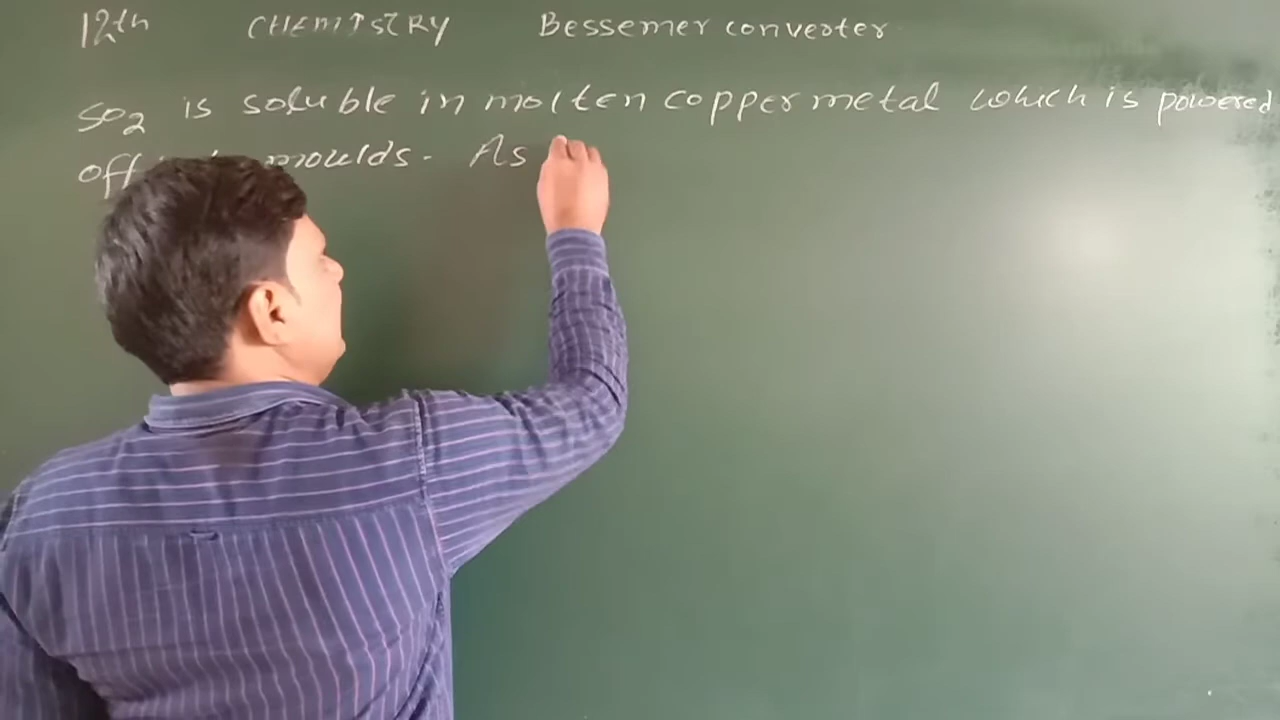 12th CHEMISTRY Bessemer converter
SO2 is soluble in molten copper metal which is powered
off moulds. As